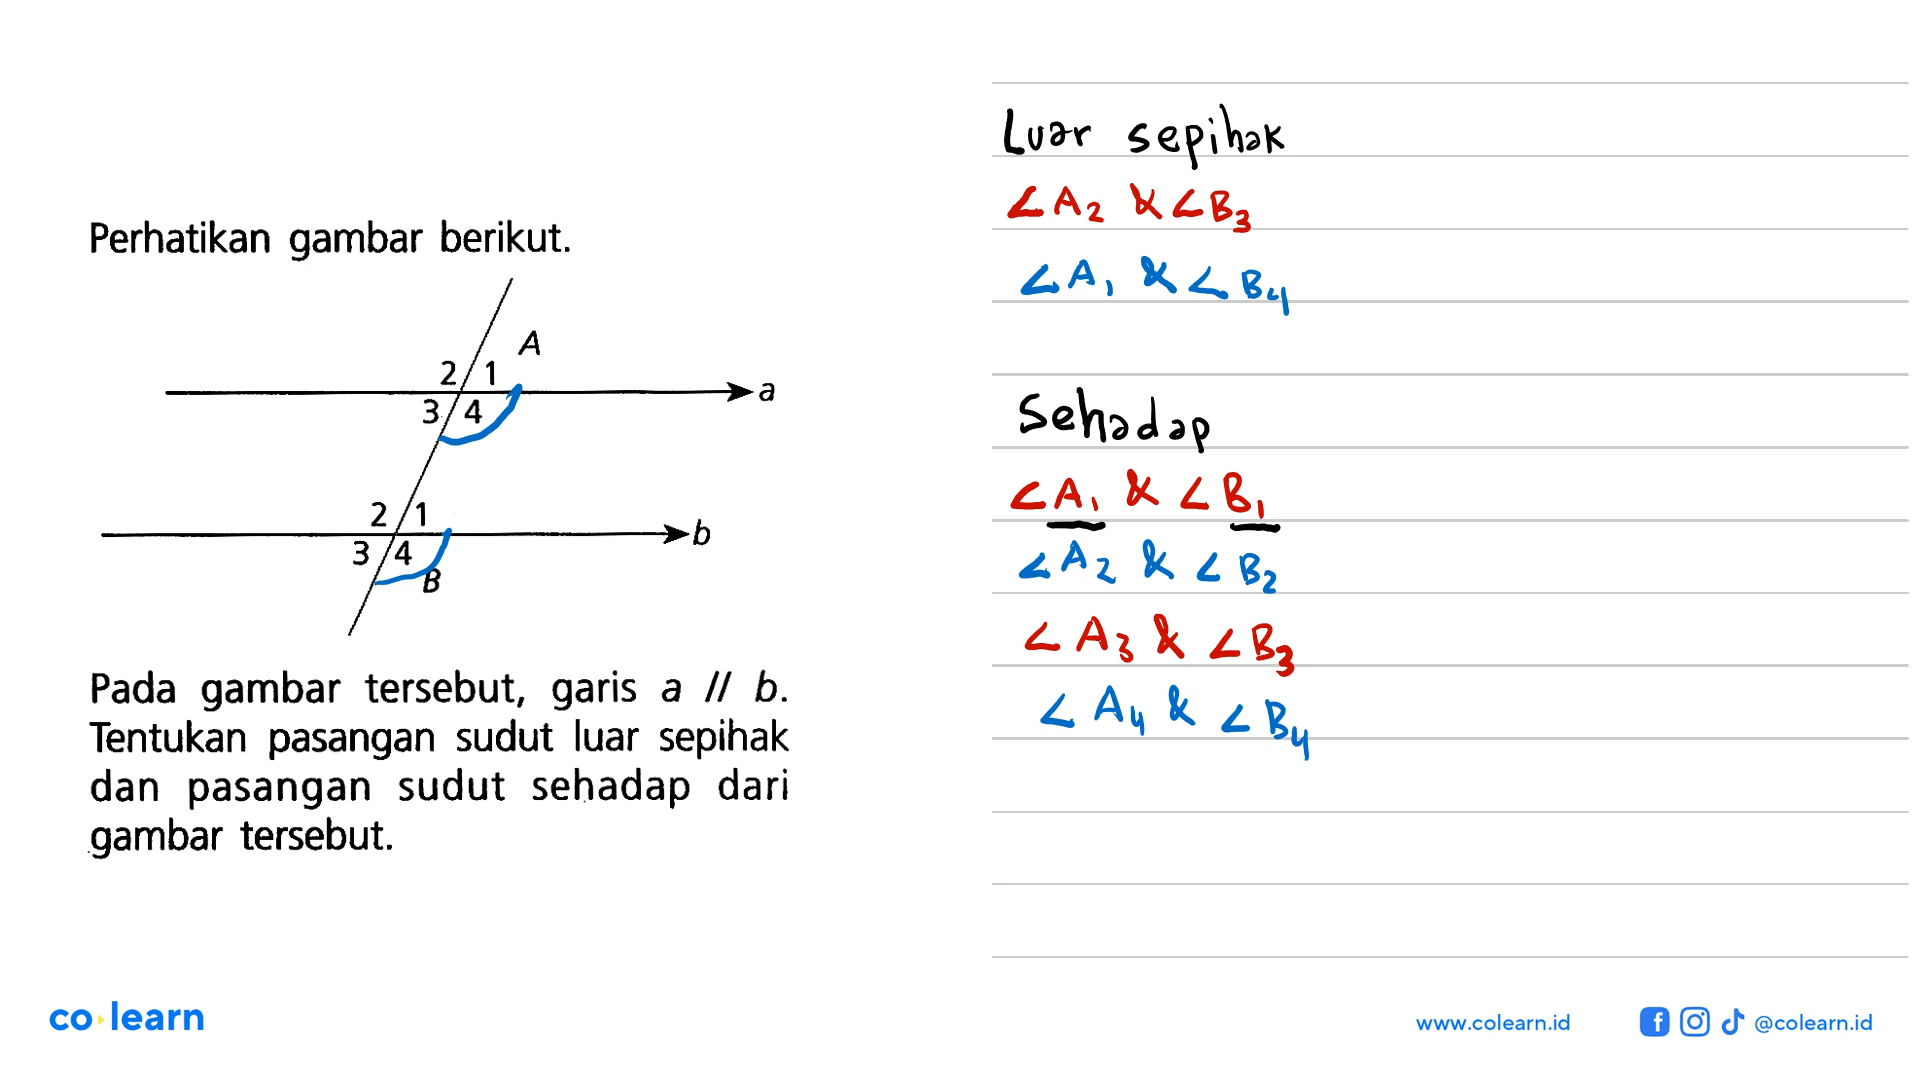 Perhatikan gambar berikut.
A
2 1
a
3 4
2 1
b
3 4
B
Pada gambar tersebut, garis a // b.
Tentukan pasangan sudut luar sepihak
dan pasangan sudut sehadap dari
gambar tersebut.
Luar sepihak
∠A₂ & ∠B₃
∠A₁ & ∠B₄
Sehadap
∠A₁ & ∠B₁
∠A₂ & ∠B₂
∠A₃ & ∠B₃
∠A₄ & ∠B₄
co learn
www.colearn.id
@colearn.id